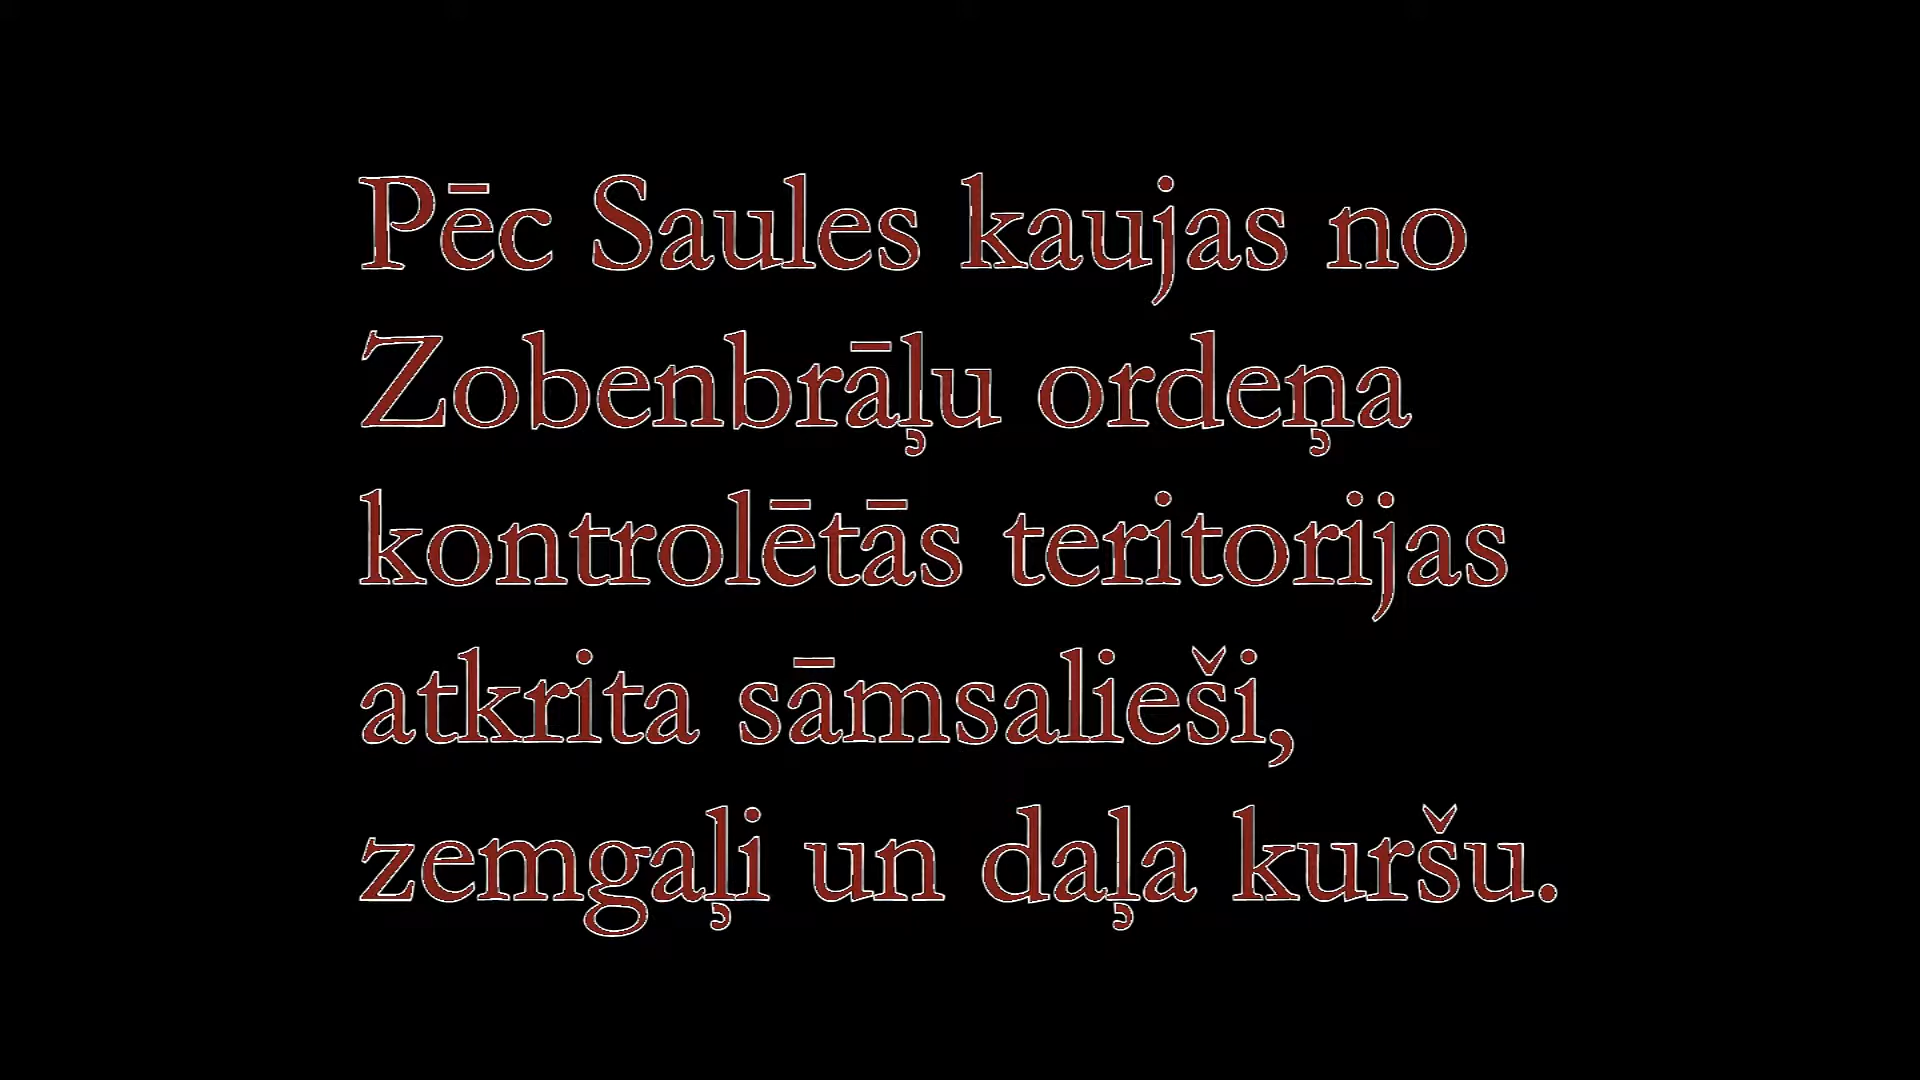 Pēc Saules kaujas no
Zobenbrāļu ordeņa
kontrolētās teritorijas
atkrita sāmsalieši,
zemgaļi un daļa kuršu.